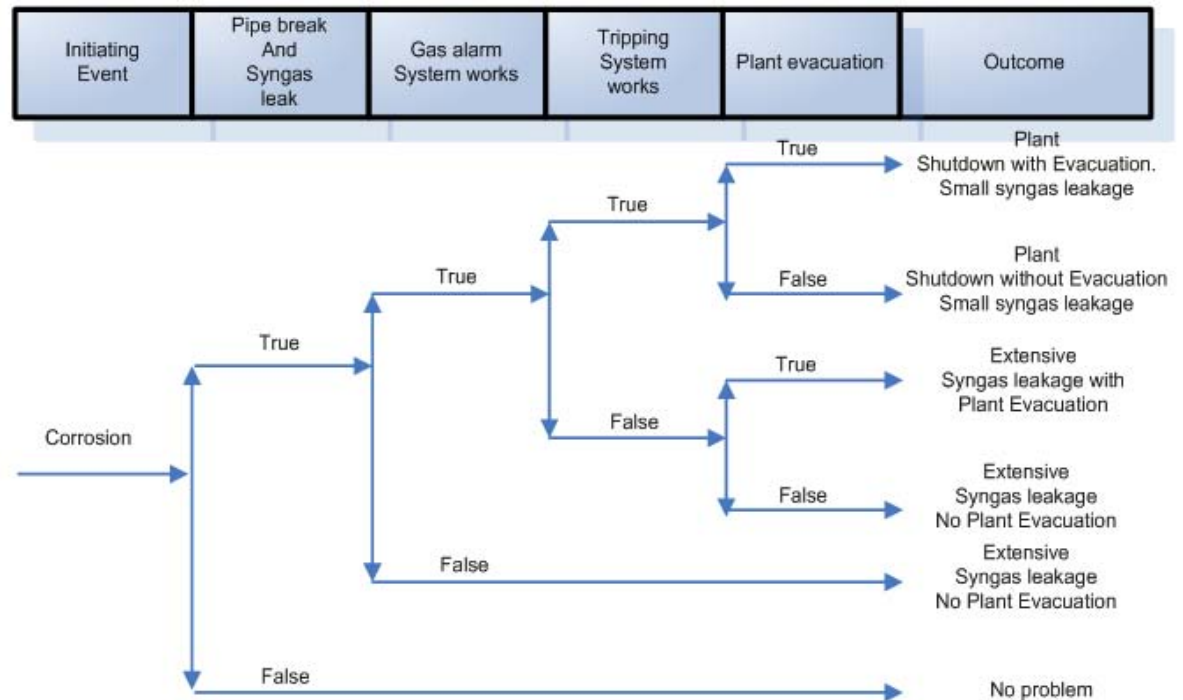 Initiating
Event
Pipe break
And
Syngas
leak
Gas alarm
System works
Tripping
System
works
Plant evacuation
Outcome
True
Plant
Shutdown with Evacuation.
Small syngas leakage
True
False
Plant
Shutdown without Evacuation
Small syngas leakage
True
True
True
Extensive
Syngas leakage with
Plant Evacuation
Corrosion
False
False
Extensive
Syngas leakage
No Plant Evacuation
False
Extensive
Syngas leakage
No Plant Evacuation
False
No problem